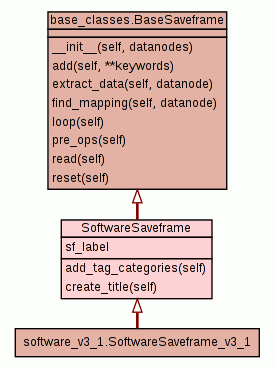 base_classes.BaseSaveframe
__init__(self, datanodes)
add(self, **keywords)
extract_data(self, datanode)
find_mapping(self, datanode)
loop(self)
pre_ops(self)
read(self)
reset(self)
SoftwareSaveframe
sf_label
add_tag_categories(self)
create_title(self)
software_v3_1.SoftwareSaveframe_v3_1